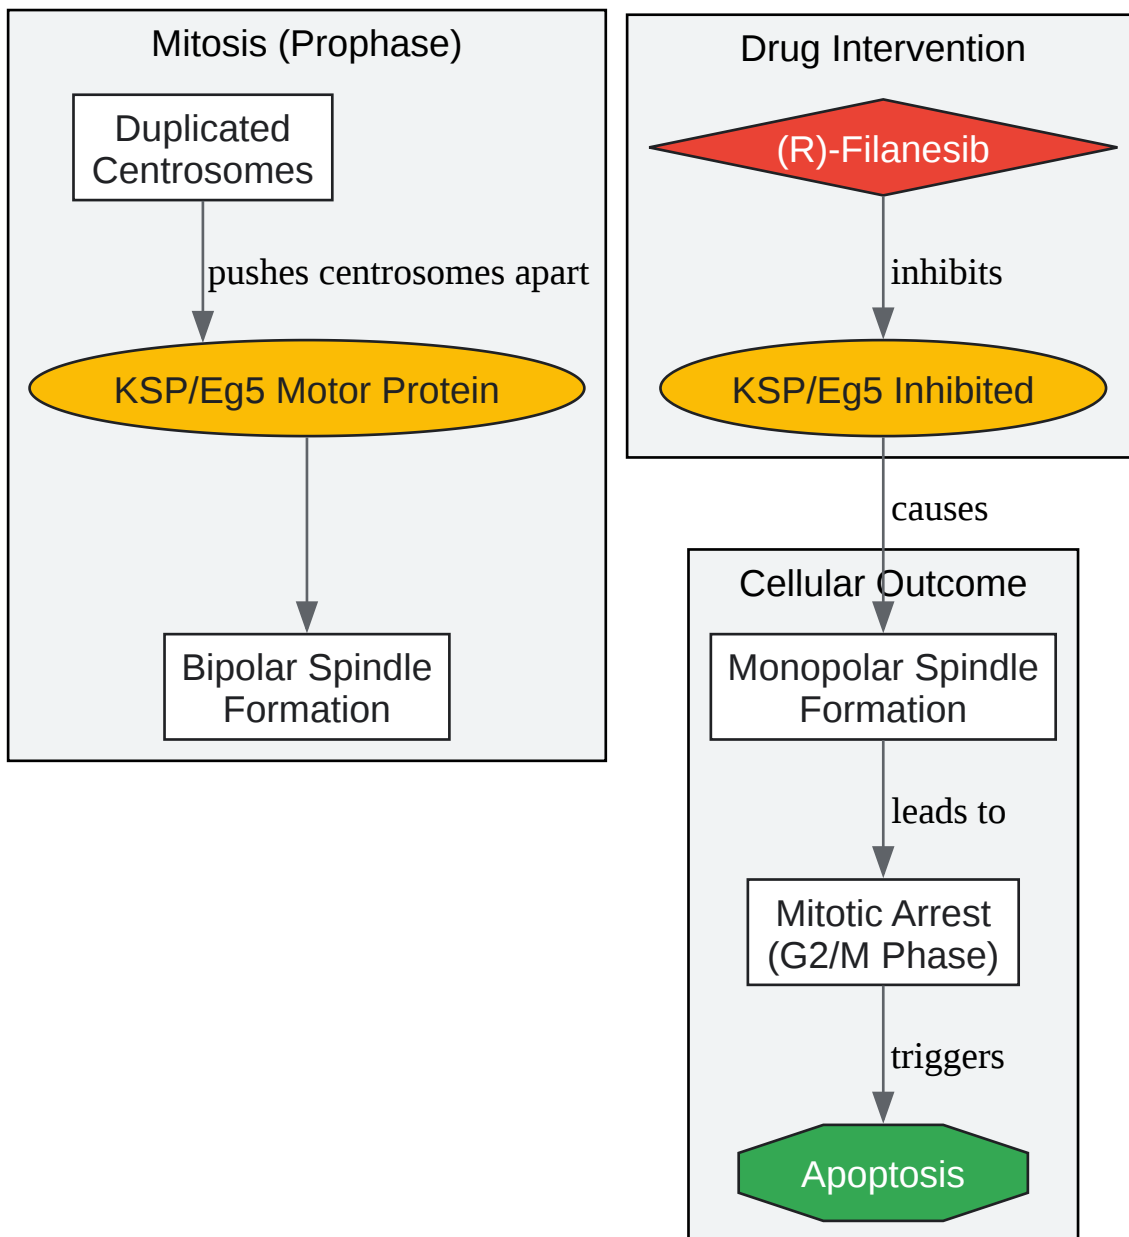 Mitosis (Prophase)
Duplicated
Centrosomes
pushes centrosomes apart
KSP/Eg5 Motor Protein
Bipolar Spindle
Formation
Drug Intervention
(R)-Filanesib
inhibits
KSP/Eg5 Inhibited
causes
Cellular Outcome
Monopolar Spindle
Formation
leads to
Mitotic Arrest
(G2/M Phase)
triggers
Apoptosis